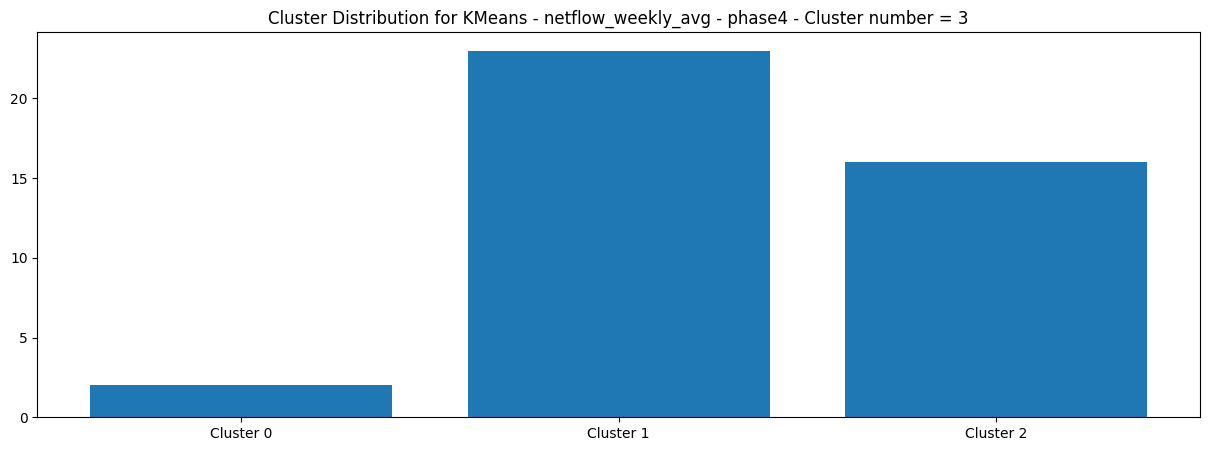 Cluster Distribution for KMeans - netflow_weekly_avg - phase4 - Cluster number = 3
20
15
10
5
0
Cluster 0
Cluster 1
Cluster 2